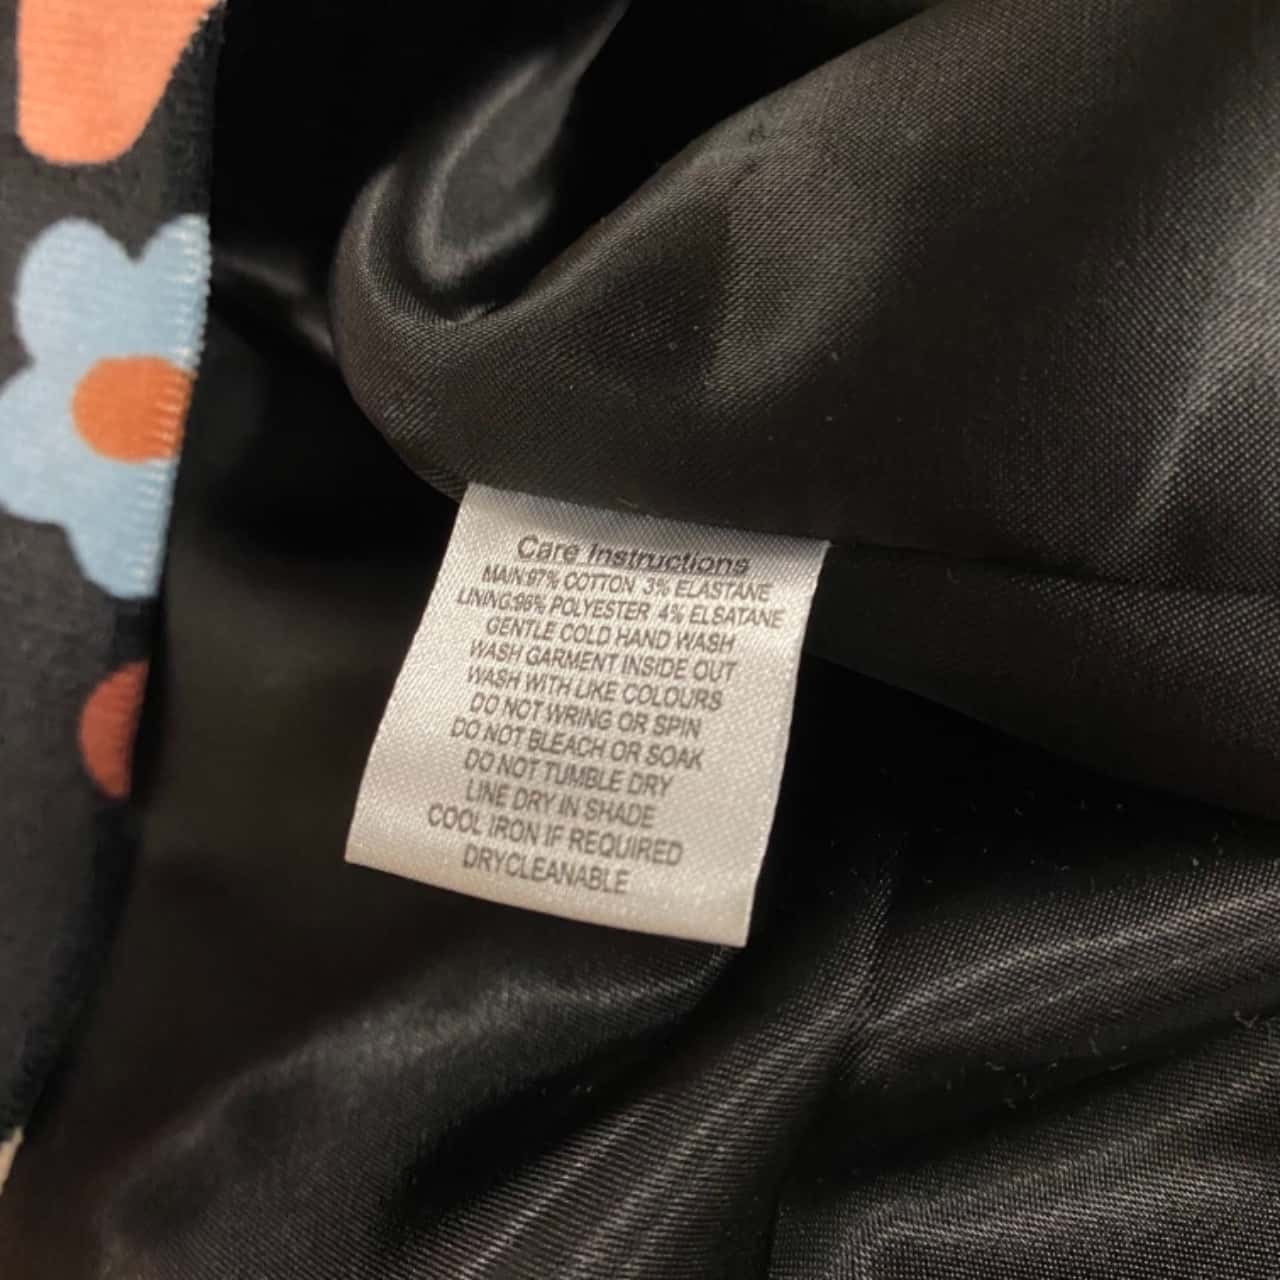 Care Instructions
MAIN:97% COTTON 3% ELASTANE
LINING:96% POLYESTER 4% ELSATANE
GENTLE COLD HAND WASH
WASH GARMENT INSIDE OUT
WASH WITH LIKE COLOURS
DO NOT WRING OR SPIN
DO NOT BLEACH OR SOAK
DO NOT TUMBLE DRY
LINE DRY IN SHADE
COOL IRON IF REQUIRED
DRYCLEANABLE